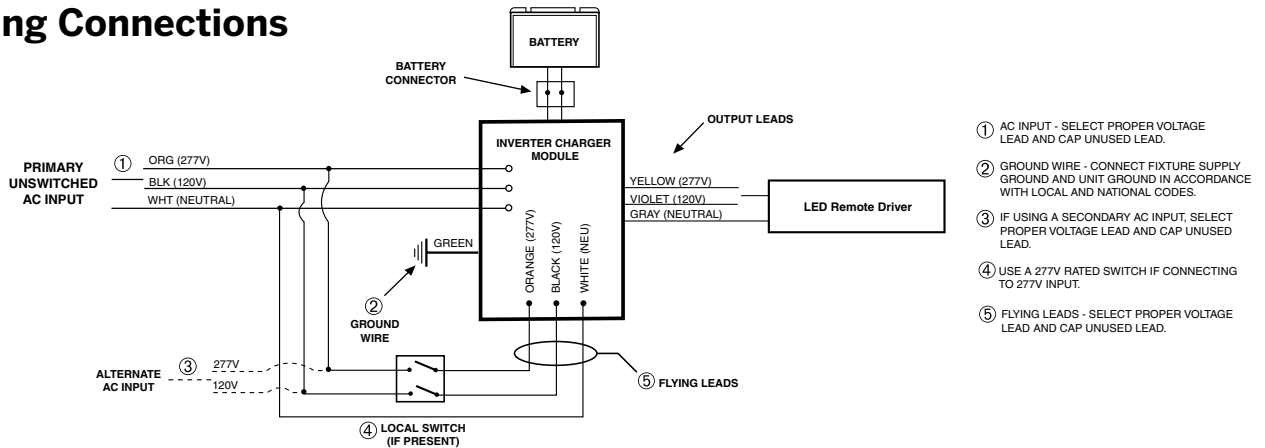 ng Connections
BATTERY
BATTERY
CONNECTOR
OUTPUT LEADS
INVERTER CHARGER
MODULE
PRIMARY
UNSWITCHED
AC INPUT
① ORG (277V)
BLK (120V)
WHT (NEUTRAL)
YELLOW (277V)
VIOLET (120V)
GRAY (NEUTRAL)
LED Remote Driver
GREEN
ORANGE (277V)
BLACK (120V)
WHITE (NEU)
②
GROUND
WIRE
ALTERNATE
AC INPUT
③ 277V
120V
⑤ FLYING LEADS
④ LOCAL SWITCH
(IF PRESENT)
① AC INPUT - SELECT PROPER VOLTAGE
LEAD AND CAP UNUSED LEAD.
② GROUND WIRE - CONNECT FIXTURE SUPPLY
GROUND AND UNIT GROUND IN ACCORDANCE
WITH LOCAL AND NATIONAL CODES.
③ IF USING A SECONDARY AC INPUT, SELECT
PROPER VOLTAGE LEAD AND CAP UNUSED
LEAD.
④ USE A 277V RATED SWITCH IF CONNECTING
TO 277V INPUT.
⑤ FLYING LEADS - SELECT PROPER VOLTAGE
LEAD AND CAP UNUSED LEAD.